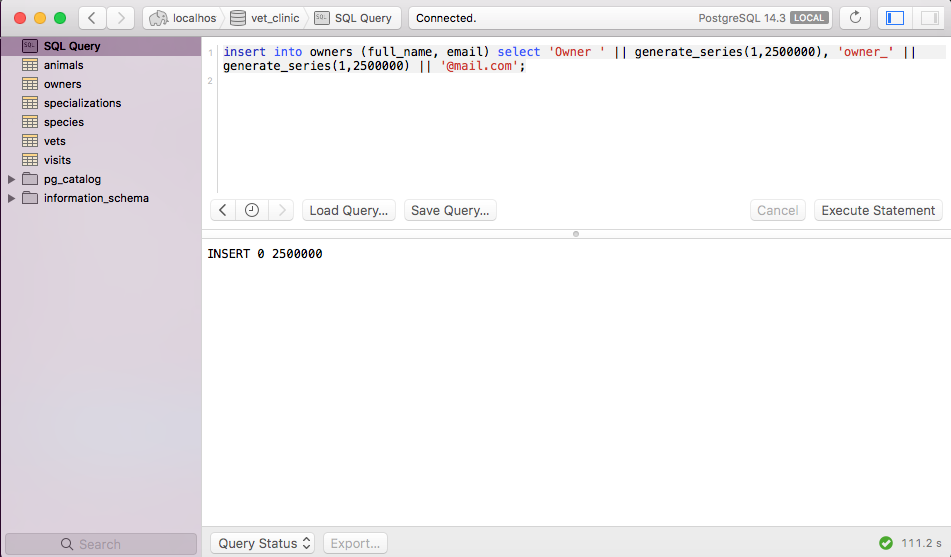 localhos
vet_clinic
SQL
SQL Query
Connected.
PostgreSQL 14.3 LOCAL
SQL
SQL Query
animals
owners
specializations
species
vets
visits
pg_catalog
information_schema
Search
1 insert into owners (full_name, email) select 'Owner ' || generate_series(1,2500000), 'owner_' ||
generate_series(1,2500000) || '@mail.com';
2
Load Query...
Save Query...
Cancel
Execute Statement
INSERT 0 2500000
Query Status
Export...
111.2 s